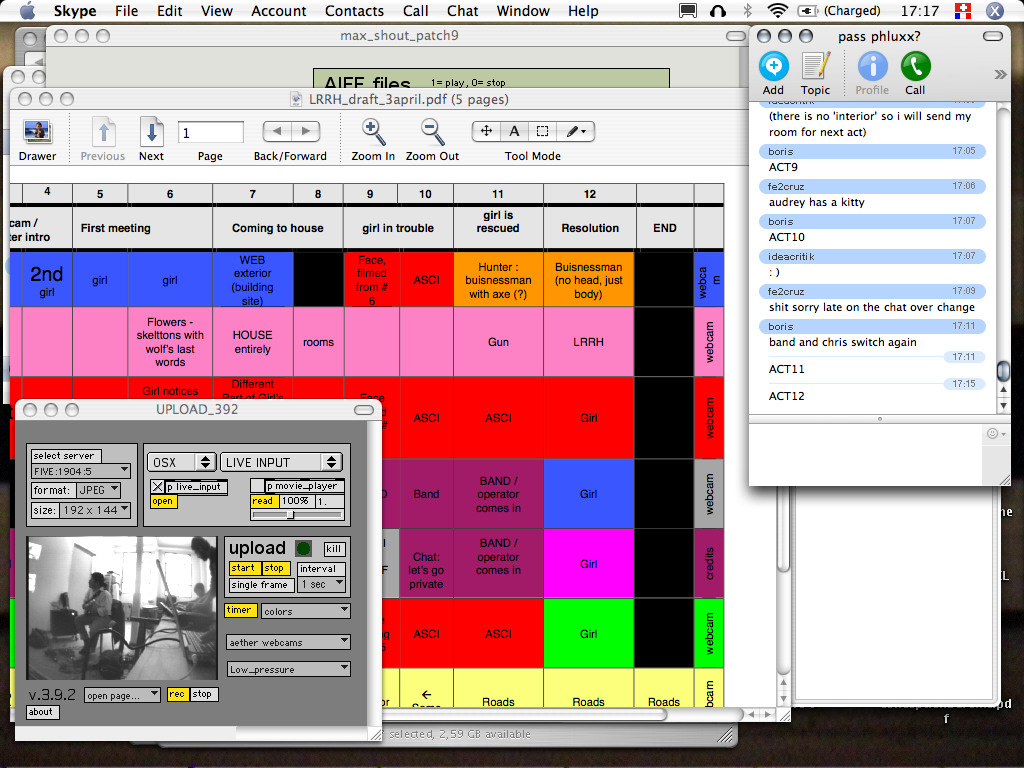 Skype File Edit View Account Contacts Call Chat Window Help (Charged) 17:17
max_shout_patch9
AIFF files 1= play , 0= stop
LRRH_draft_3april.pdf (5 pages)
Drawer Previous Next 1 Page Back/Forward Zoom In Zoom Out A Tool Mode
4 5 6 7 8 9 10 11 12
cam /
ter intro
First meeting
Coming to house
girl in trouble
girl is
rescued
Resolution
END
2nd
girl
girl
girl
WEB
exterior
(building
site)
Face,
filmed
from #
6
ASCI
Hunter :
buisnessman
with axe (?)
Buisnessman
(no head, just
body)
webca
m
Flowers -
skelttons with
wolf's last
words
HOUSE
entirely
rooms
Gun
LRRH
webcam
Girl notices
Different
Part of Girl's
Face
ASCI
ASCI
Girl
webcam
Band
BAND /
operator
comes in
Girl
webcam
Chat:
let's go
private
BAND /
operator
comes in
Girl
credits
ASCI
ASCI
Girl
webcam
←
Roads
Roads
Roads
selected, 2,59 GB available
UPLOAD_392
select server
FIVE:1904:5
format: JPEG
size: 192 x 144
OSX LIVE INPUT
p live_input
open
p movie_player
read 100% 1.
upload kill
start stop interval
single frame 1 sec
timer colors
aether webcams
Low_pressure
v.3.9.2 open page... rec stop
about
pass phluxx?
Add Topic Profile Call
ideacritik
(there is no 'interior' so i will send my
room for next act)
boris 17:05
ACT9
fe2cruz 17:06
audrey has a kitty
boris 17:07
ACT10
ideacritik 17:07
: )
fe2cruz 17:09
shit sorry late on the chat over change
boris 17:11
band and chris switch again
17:11
ACT11
17:15
ACT12